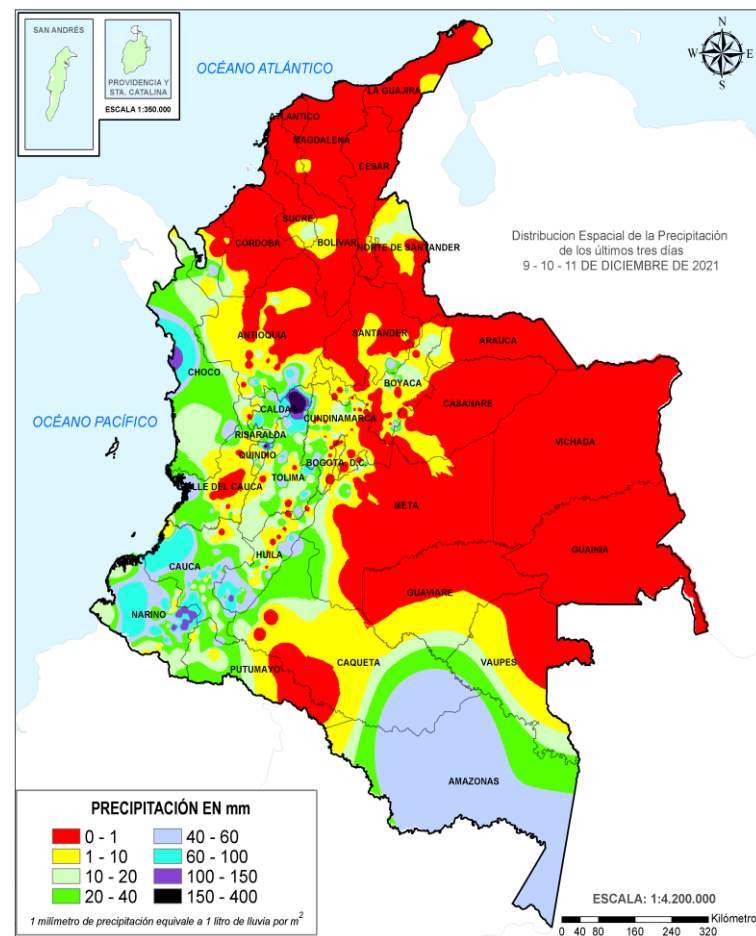 SAN ANDRÉS
PROVIDENCIA Y
STA. CATALINA
ESCALA 1:350.000
OCÉANO ATLÁNTICO
N
W
E
S
LA GUAJIRA
ATLANTICO
MAGDALENA
CESAR
SUCRE
CORDOBA
BOLIVAR
NORTE DE SANTANDER
Distribucion Espacial de la Precipitación
de los últimos tres días
9 - 10 - 11 DE DICIEMBRE DE 2021
ANTIOQUIA
SANTANDER
ARAUCA
CHOCO
BOYACA
CALDAS
CUNDINAMARCA
CASANARE
OCÉANO PACÍFICO
RISARALDA
VICHADA
QUINDIO
BOGOTA, D.C.
TOLIMA
VALLE DEL CAUCA
META
GUAINIA
CAUCA
HUILA
GUAVIARE
NARIÑO
PUTUMAYO
CAQUETA
VAUPES
AMAZONAS
PRECIPITACIÓN EN mm
0 - 1
40 - 60
1 - 10
60 - 100
10 - 20
100 - 150
20 - 40
150 - 400
1 milímetro de precipitación equivale a 1 litro de lluvia por m²
ESCALA: 1:4.200.000
0 40 80 160 240 320 Kilómetros